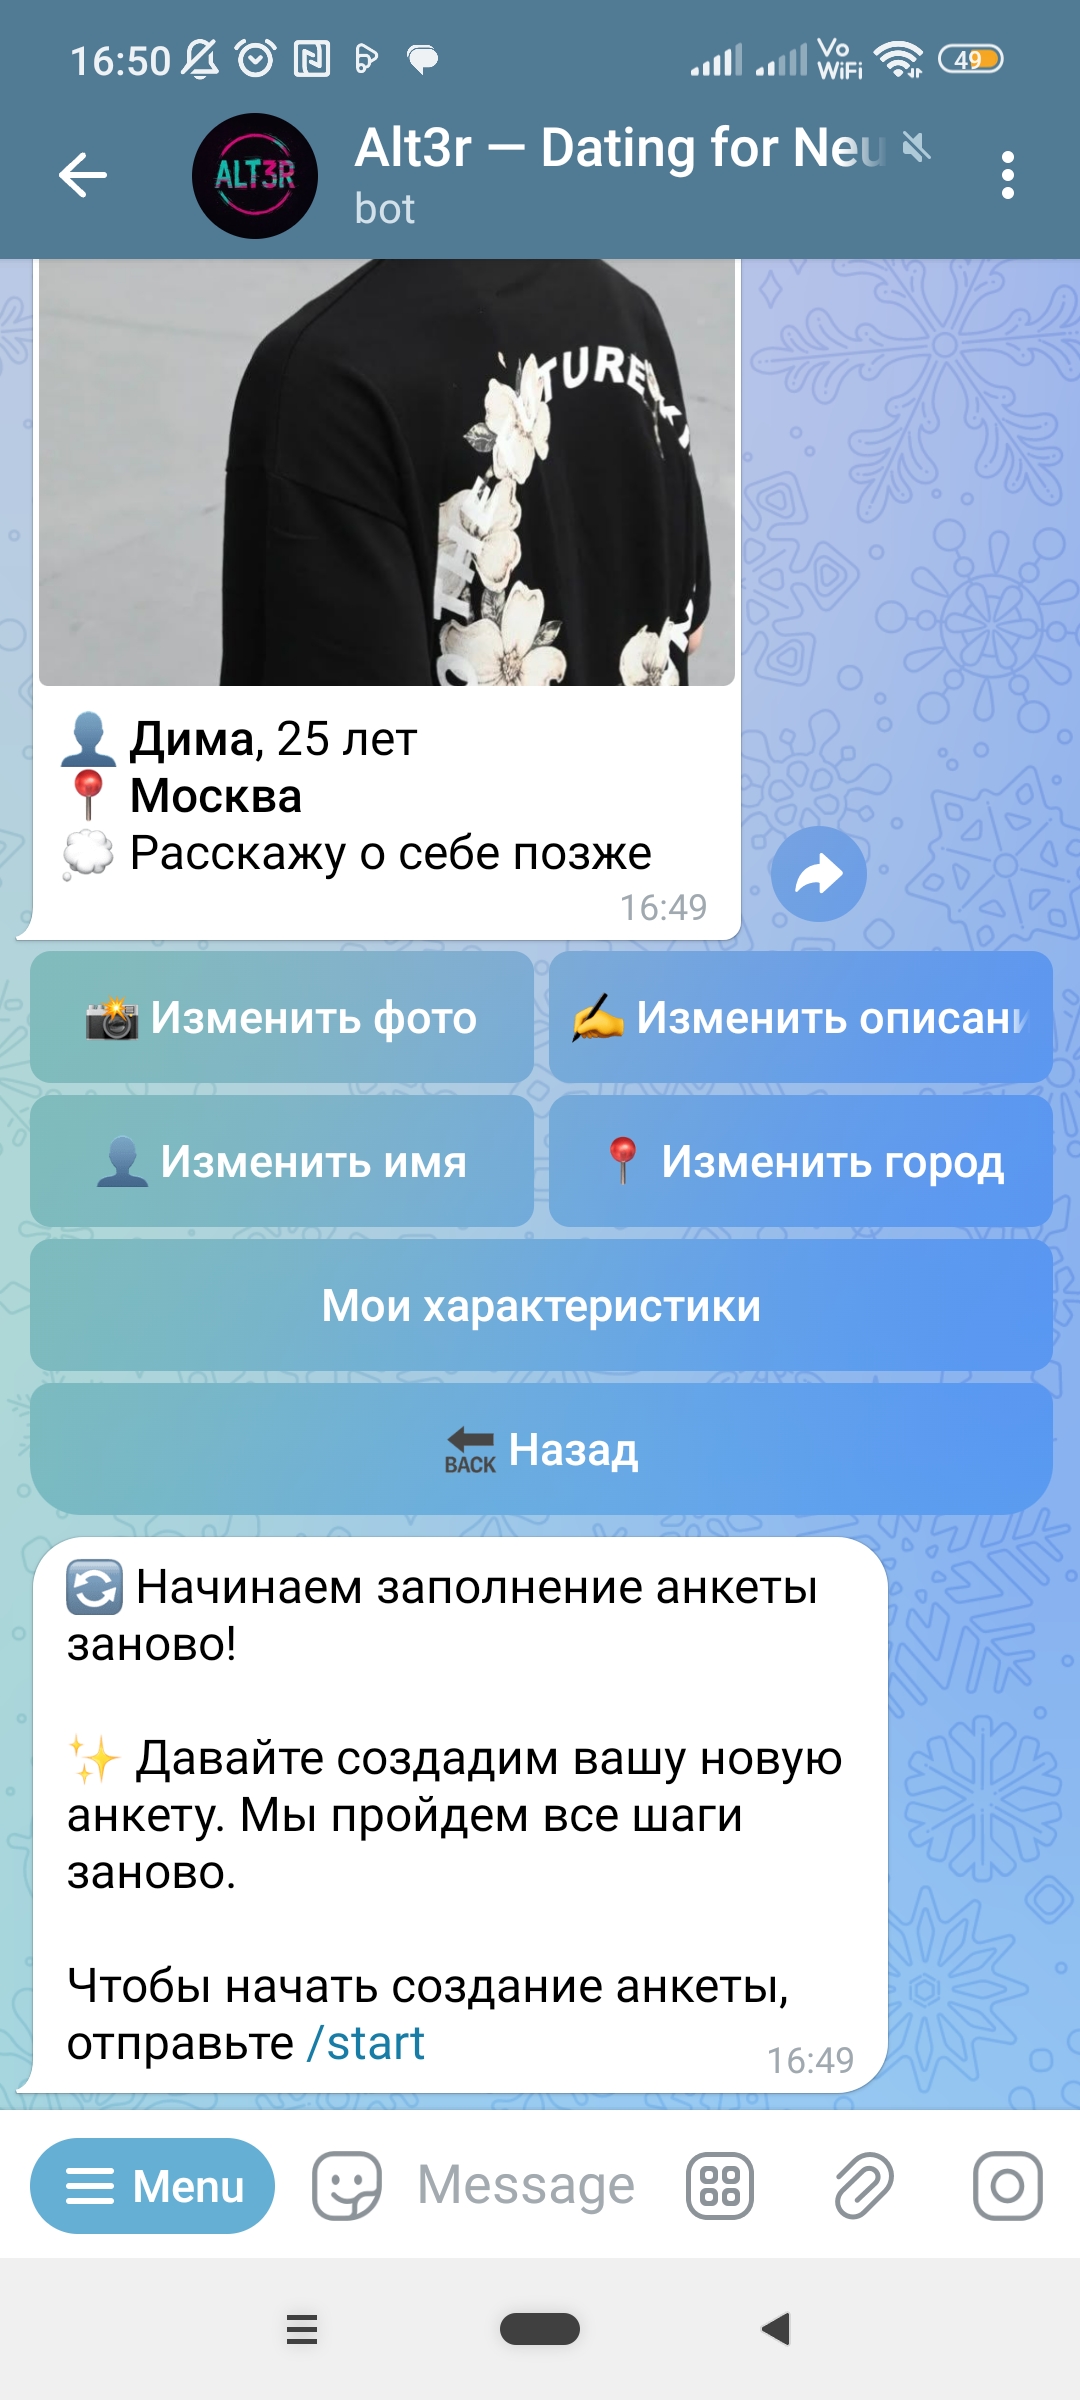 16:50
Vo
WiFi
49
ALT3R
Alt3r — Dating for Neu
bot
TURE
THE
Дима, 25 лет
Москва
Расскажу о себе позже
16:49
Изменить фото
Изменить описани
Изменить имя
Изменить город
Мои характеристики
BACK Назад
Начинаем заполнение анкеты
заново!
Давайте создадим вашу новую
анкету. Мы пройдем все шаги
заново.
Чтобы начать создание анкеты,
отправьте /start
16:49
Menu
Message